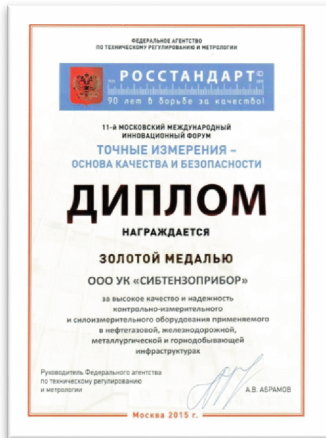 ФЕДЕРАЛЬНОЕ АГЕНТСТВО
ПО ТЕХНИЧЕСКОМУ РЕГУЛИРОВАНИЮ И МЕТРОЛОГИИ
РОССТАНДАРТ©
90 лет в борьбе за качество!
11-й МОСКОВСКИЙ МЕЖДУНАРОДНЫЙ
ИННОВАЦИОННЫЙ ФОРУМ
ТОЧНЫЕ ИЗМЕРЕНИЯ –
ОСНОВА КАЧЕСТВА И БЕЗОПАСНОСТИ
ДИПЛОМ
НАГРАЖДАЕТСЯ
ЗОЛОТОЙ МЕДАЛЬЮ
ООО УК «СИБТЕНЗОПРИБОР»
за высокое качество и надежность
контрольно-измерительного
и силоизмерительного оборудования применяемого
в нефтегазовой, железнодорожной,
металлургической и горнодобывающей
инфраструктурах
Руководитель Федерального агентства
по техническому регулированию
и метрологии
А.В. АБРАМОВ
Москва 2015 г.